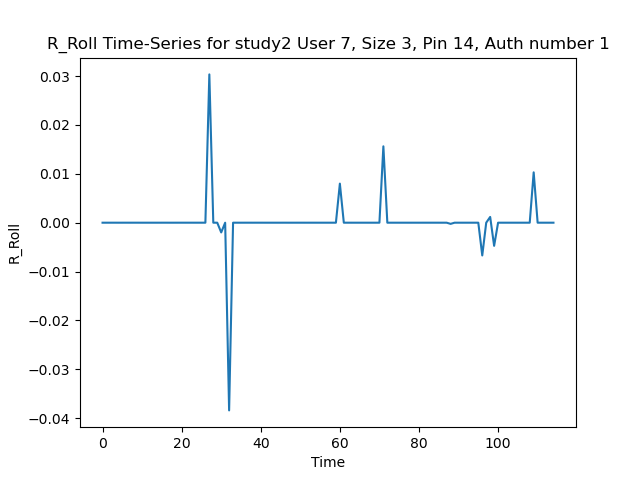 R_Roll Time-Series for study2 User 7, Size 3, Pin 14, Auth number 1
0.03
0.02
0.01
0.00
−0.01
−0.02
−0.03
−0.04
R_Roll
0 20 40 60 80 100
Time